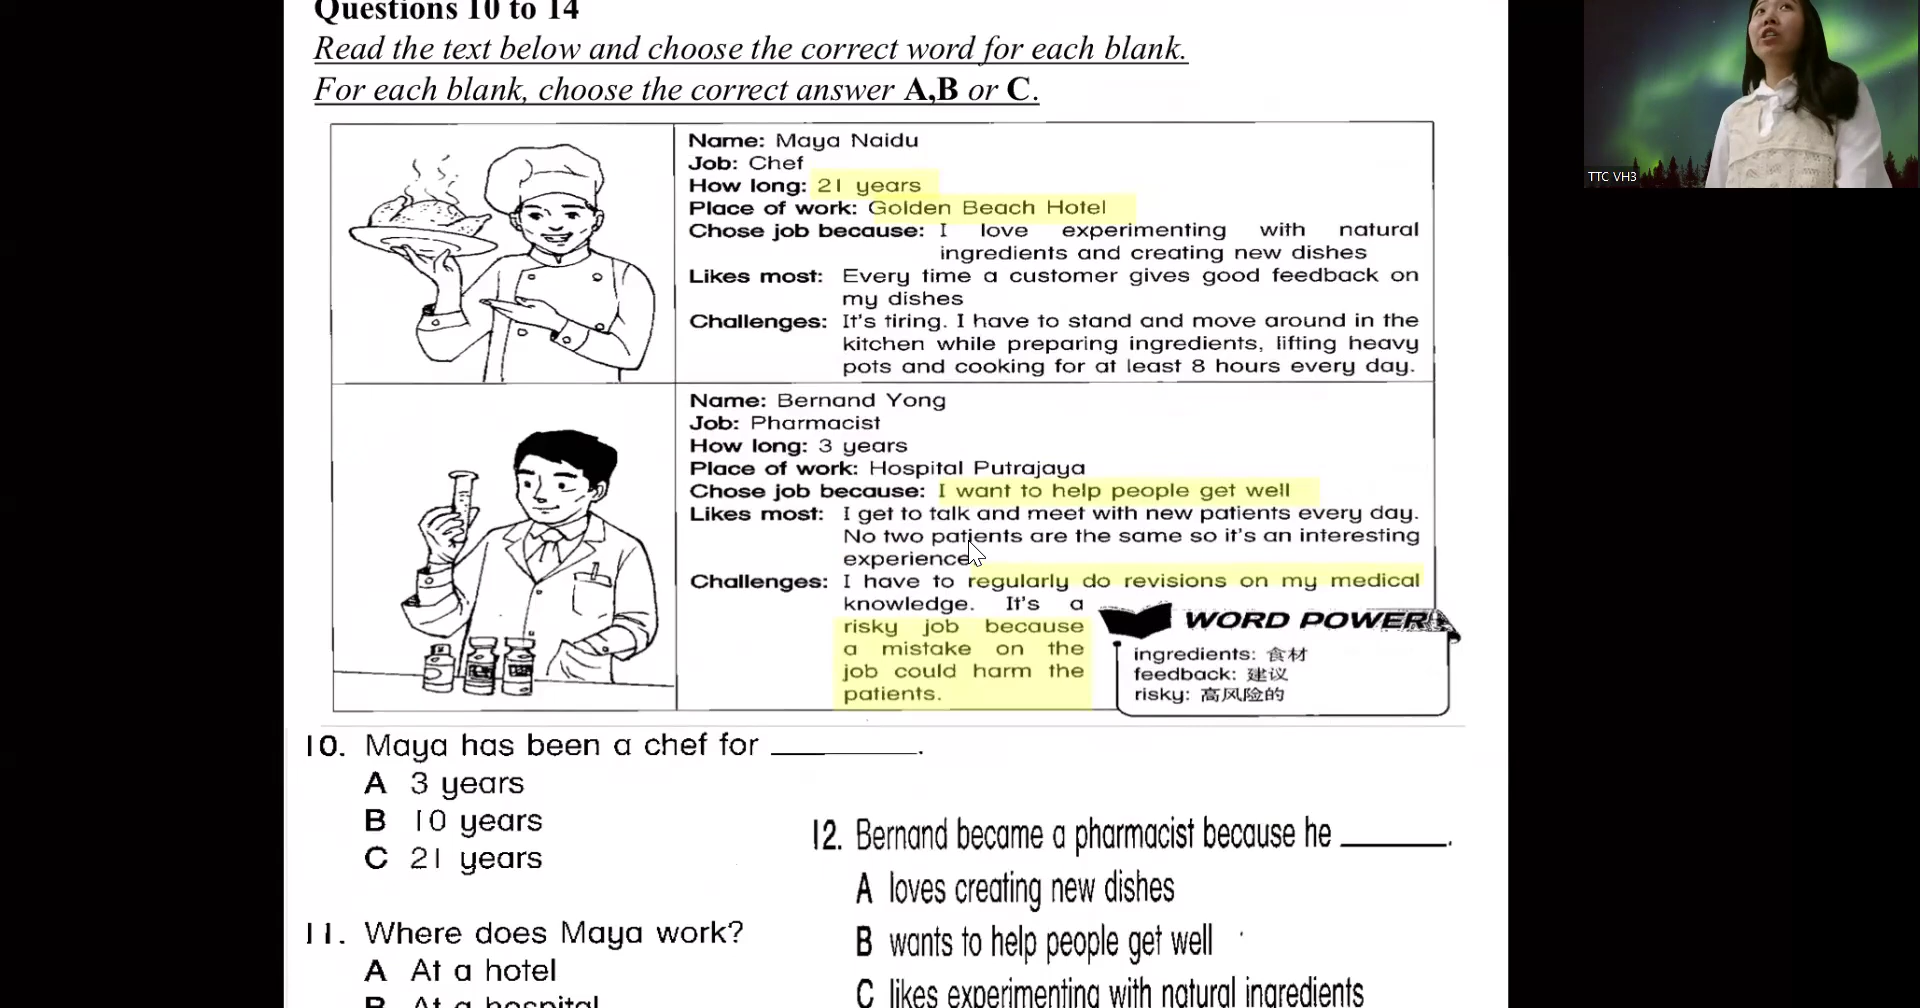 Questions 10 to 14
Read the text below and choose the correct word for each blank.
For each blank, choose the correct answer A,B or C.
TTC VH3
Name: Maya Naidu
Job: Chef
How long: 21 years
Place of work: Golden Beach Hotel
Chose job because: I love experimenting with natural
ingredients and creating new dishes
Likes most: Every time a customer gives good feedback on
my dishes
Challenges: It's tiring. I have to stand and move around in the
kitchen while preparing ingredients, lifting heavy
pots and cooking for at least 8 hours every day.
Name: Bernand Yong
Job: Pharmacist
How long: 3 years
Place of work: Hospital Putrajaya
Chose job because: I want to help people get well
Likes most: I get to talk and meet with new patients every day.
No two patients are the same so it's an interesting
experience
Challenges: I have to regularly do revisions on my medical
knowledge. It's a
risky job because
a mistake on the
job could harm the
patients.
WORD POWER
ingredients: 食材
feedback: 建议
risky: 高风险的
10. Maya has been a chef for ________.
A 3 years
B 10 years
C 21 years
11. Where does Maya work?
A At a hotel
B At a hospital
12. Bernand became a pharmacist because he ______.
A loves creating new dishes
B wants to help people get well
C likes experimenting with natural ingredients